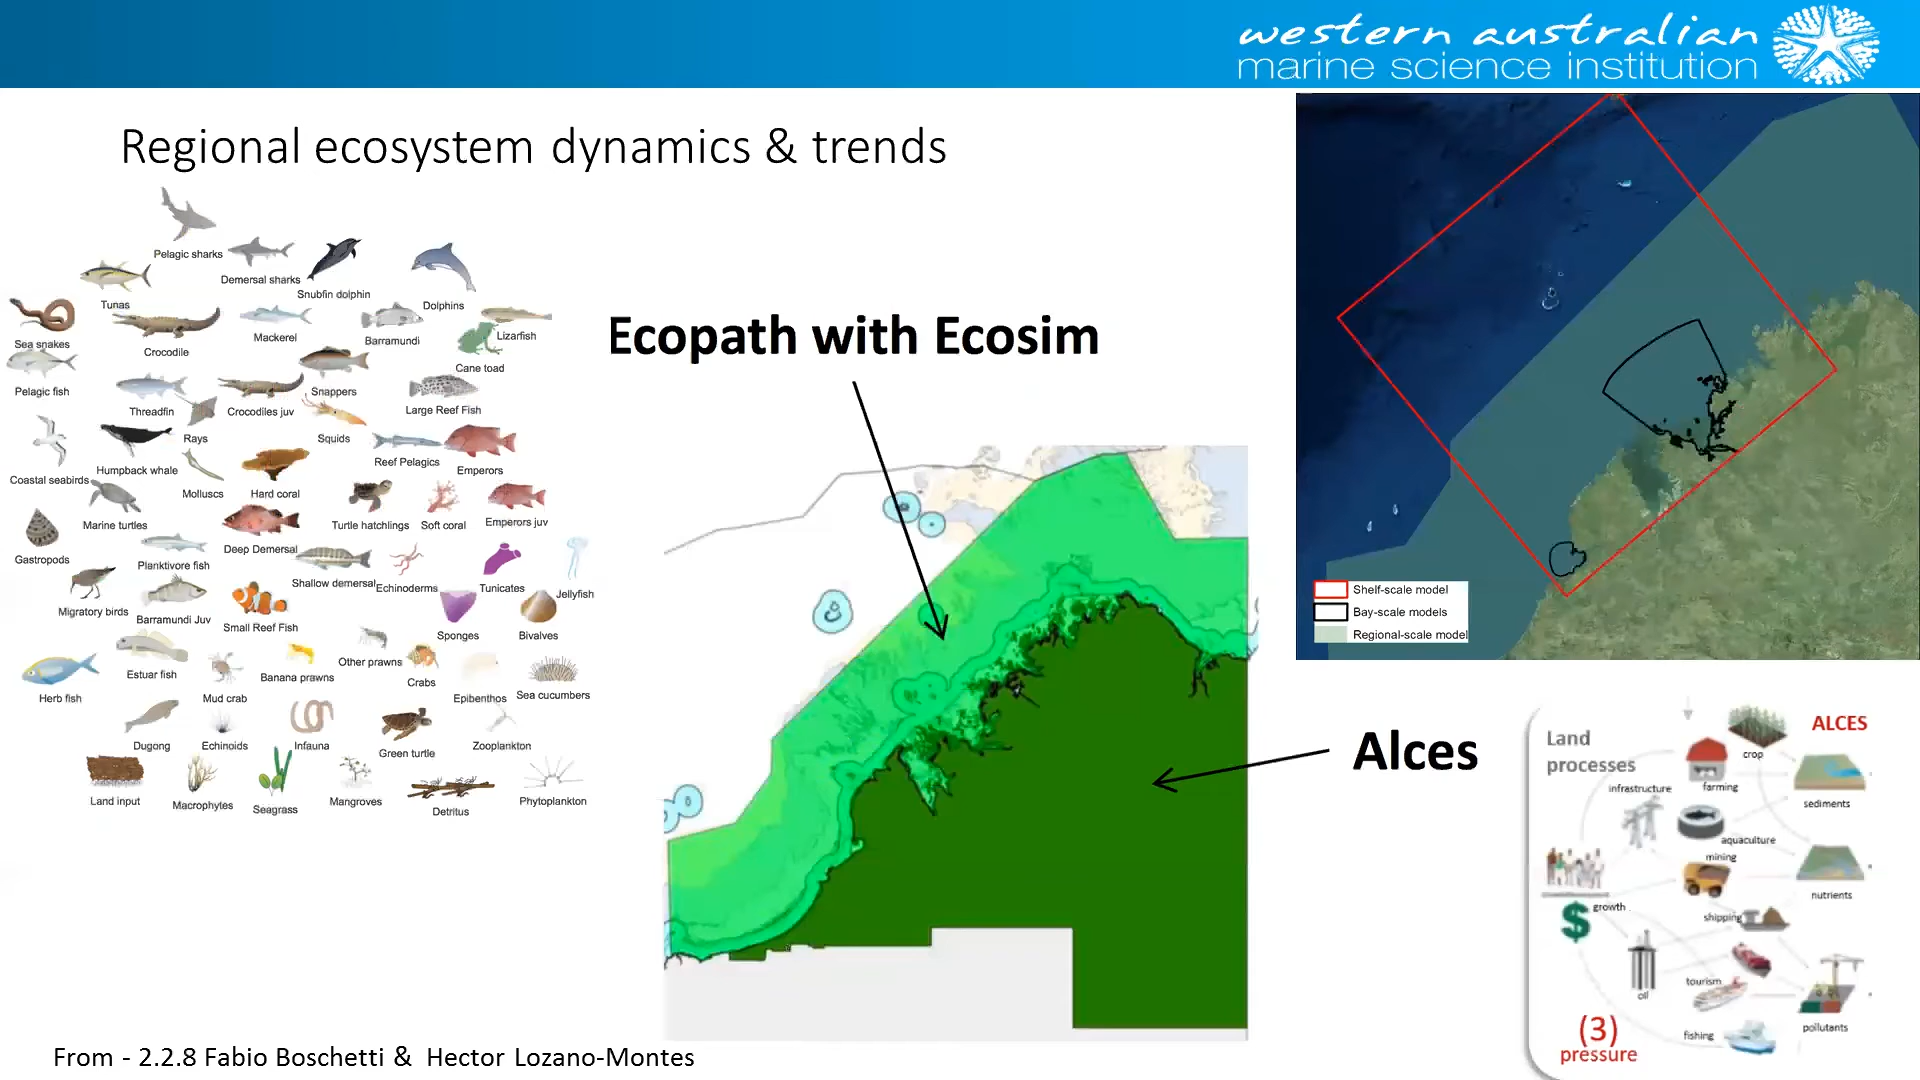 western australian
marine science institution
Regional ecosystem dynamics & trends
Pelagic sharks
Demersal sharks
Snubfin dolphin
Tunas
Dolphins
Sea snakes
Crocodile
Mackerel
Barramundi
Lizarfish
Cane toad
Pelagic fish
Threadfin
Crocodiles juv
Snappers
Large Reef Fish
Rays
Squids
Coastal seabirds
Humpback whale
Reef Pelagics
Emperors
Molluscs
Hard coral
Marine turtles
Turtle hatchlings
Soft coral
Emperors juv
Gastropods
Deep Demersal
Planktivore fish
Shallow demersal
Echinoderms
Tunicates
Jellyfish
Migratory birds
Barramundi Juv
Small Reef Fish
Sponges
Bivalves
Herb fish
Estuar fish
Mud crab
Banana prawns
Other prawns
Crabs
Epibenthos
Sea cucumbers
Dugong
Echinoids
Infauna
Green turtle
Zooplankton
Land input
Macrophytes
Seagrass
Mangroves
Detritus
Phytoplankton
Ecopath with Ecosim
Alces
Shelf-scale model
Bay-scale models
Regional-scale model
ALCES
Land
processes
crop
farming
sediments
infrastructure
aquaculture
mining
nutrients
growth
$
shipping
oil
tourism
pollutants
fishing
(3)
pressure
From - 2.2.8 Fabio Boschetti & Hector Lozano-Montes